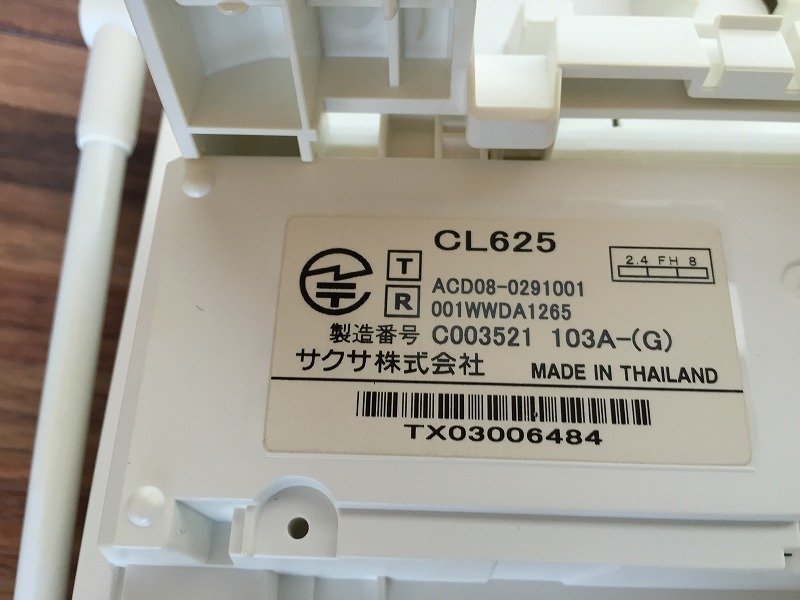 CL625
2.4 FH 8
T ACD08-0291001
R 001WWDA1265
製造番号 C003521 103A-(G)
サクサ株式会社 MADE IN THAILAND
TX03006484